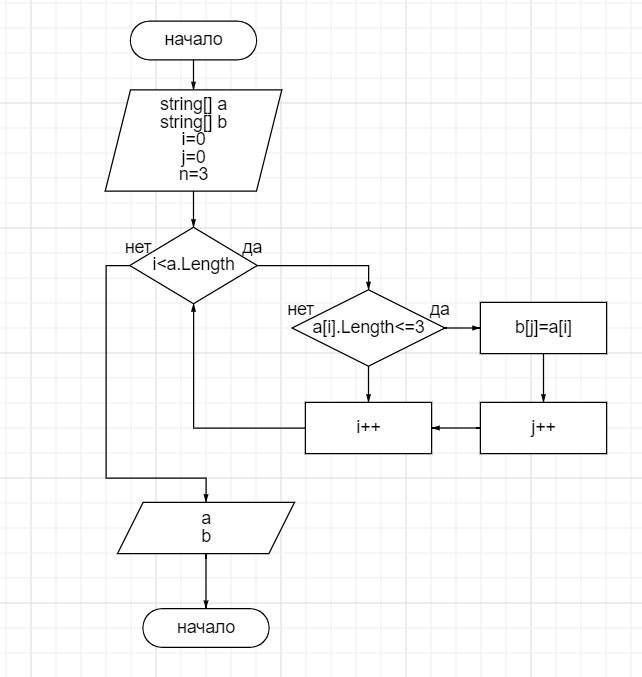 начало
string[] a
string[] b
i=0
j=0
n=3
нет
да
i<a.Length
нет
да
a[i].Length<=3
b[j]=a[i]
i++
j++
a
b
начало